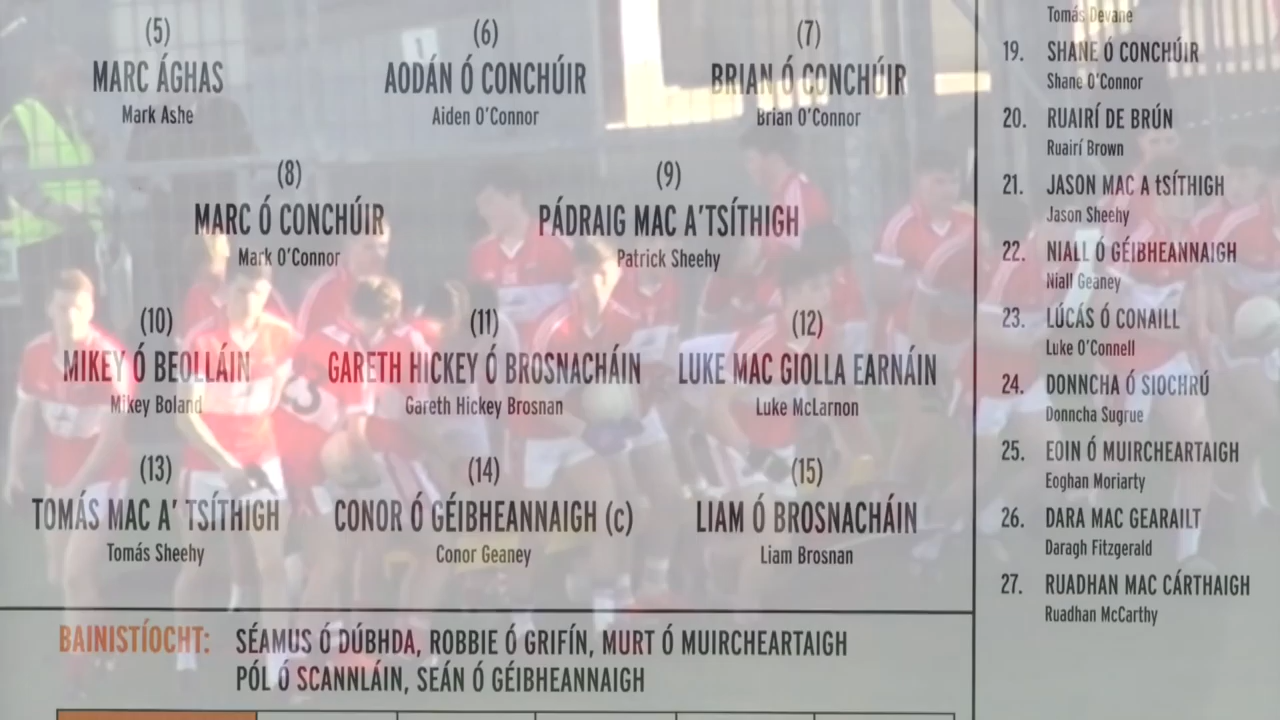 (5) (6) (7)
MARC ÁGHAS AODÁN Ó CONCHÚIR BRIAN Ó CONCHÚIR
Mark Ashe Aiden O'Connor Brian O'Connor
(8) (9)
MARC Ó CONCHÚIR PÁDRAIG MAC A'TSÍTHIGH
Mark O'Connor Patrick Sheehy
(10) (11) (12)
MIKEY Ó BEOLLÁIN GARETH HICKEY Ó BROSNACHÁIN LUKE MAC GIOLLA EARNÁIN
Mikey Boland Gareth Hickey Brosnan Luke McLarnon
(13) (14) (15)
TOMÁS MAC A' TSÍTHIGH CONOR Ó GÉIBHEANNAIGH (c) LIAM Ó BROSNACHÁIN
Tomás Sheehy Conor Geaney Liam Brosnan
BAINISTÍOCHT: SÉAMUS Ó DÚBHDA, ROBBIE Ó GRIFÍN, MURT Ó MUIRCHEARTAIGH
PÓL Ó SCANNLÁIN, SEÁN Ó GÉIBHEANNAIGH
Tomás Devane
19. SHANE Ó CONCHÚIR
Shane O'Connor
20. RUAIRÍ DE BRÚN
Ruairí Brown
21. JASON MAC A tSÍTHIGH
Jason Sheehy
22. NIALL Ó GÉIBHEANNAIGH
Niall Geaney
23. LÚCÁS Ó CONAILL
Luke O'Connell
24. DONNCHA Ó SIOCHRÚ
Donncha Sugrue
25. EOIN Ó MUIRCHEARTAIGH
Eoghan Moriarty
26. DARA MAC GEARAILT
Daragh Fitzgerald
27. RUADHAN MAC CÁRTHAIGH
Ruadhan McCarthy